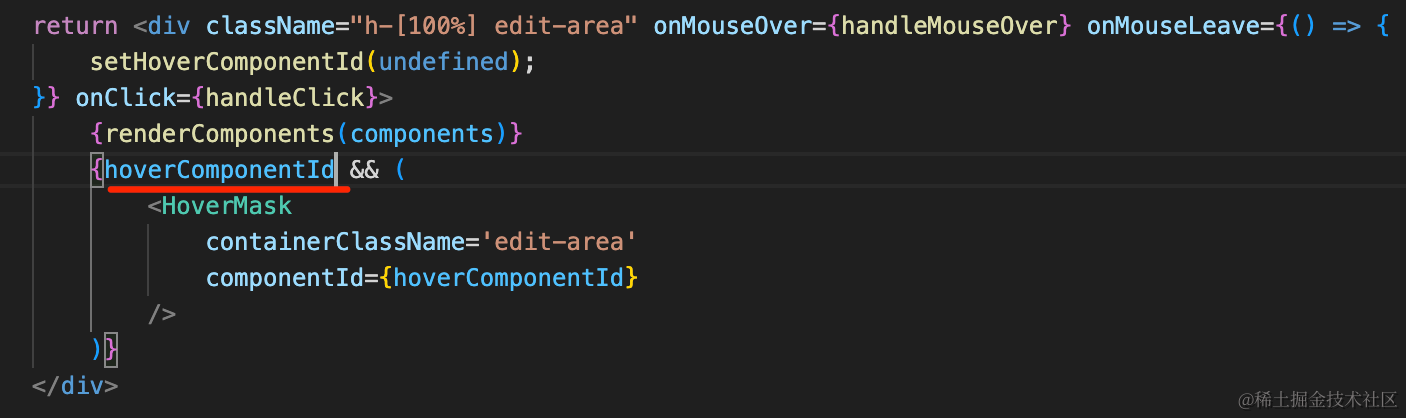 return <div className="h-[100%] edit-area" onMouseOver={handleMouseOver} onMouseLeave={() => {
    setHoverComponentId(undefined);
}} onClick={handleClick}>
    {renderComponents(components)}
    {hoverComponentId && (
        <HoverMask
            containerClassName='edit-area'
            componentId={hoverComponentId}
        />
    )}
</div>
@稀土掘金技术社区